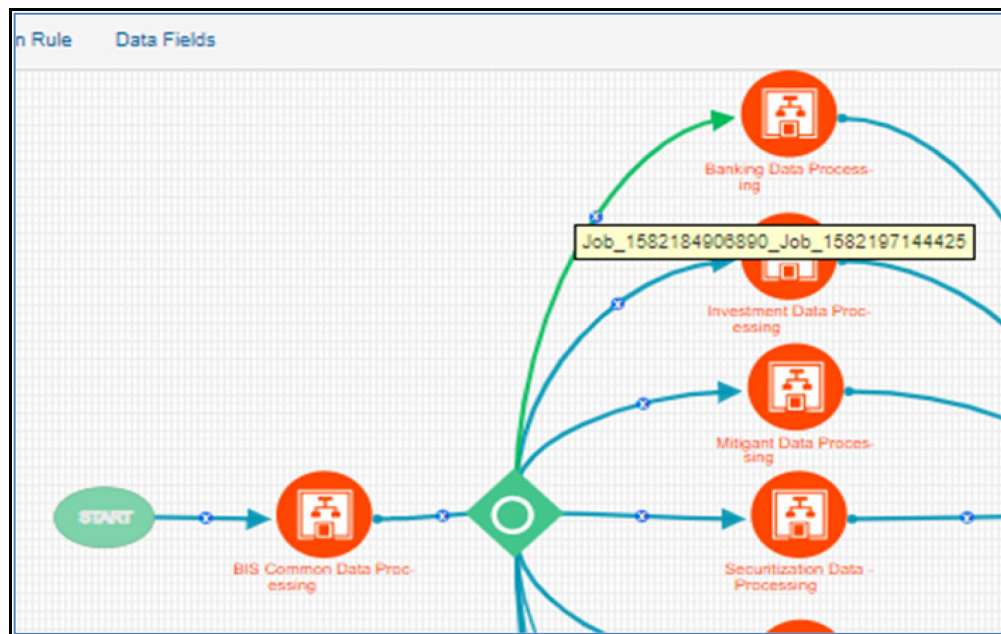 n Rule Data Fields
Banking Data Process-
ing
Job_1582184906890_Job_1582197144425
Investment Data Proc-
essing
Mitigant Data Proces-
sing
START
BIS Common Data Proc-
essing
Securitization Data -
Processing